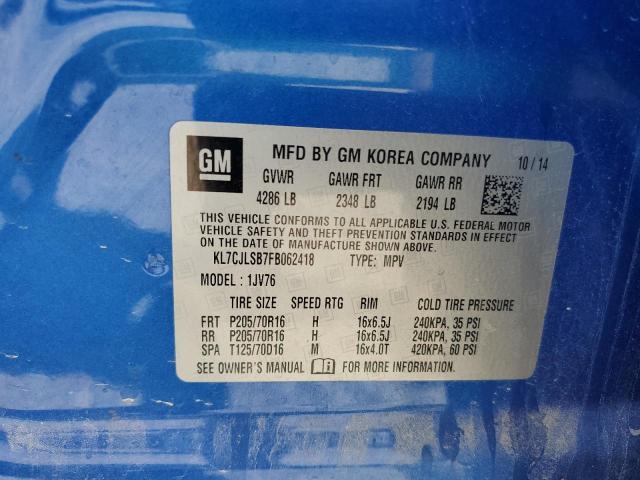 GM MFD BY GM KOREA COMPANY 10/14
GVWR GAWR FRT GAWR RR
4286 LB 2348 LB 2194 LB
THIS VEHICLE CONFORMS TO ALL APPLICABLE U.S. FEDERAL MOTOR
VEHICLE SAFETY AND THEFT PREVENTION STANDARDS IN EFFECT
ON THE DATE OF MANUFACTURE SHOWN ABOVE.
KL7CJLSB7FB062418 TYPE: MPV
MODEL: 1JV76
TIRE SIZE SPEED RTG RIM COLD TIRE PRESSURE
FRT P205/70R16 H 16x6.5J 240KPA, 35 PSI
RR P205/70R16 H 16x6.5J 240KPA, 35 PSI
SPA T125/70D16 M 16x4.0T 420KPA, 60 PSI
SEE OWNER'S MANUAL FOR MORE INFORMATION.